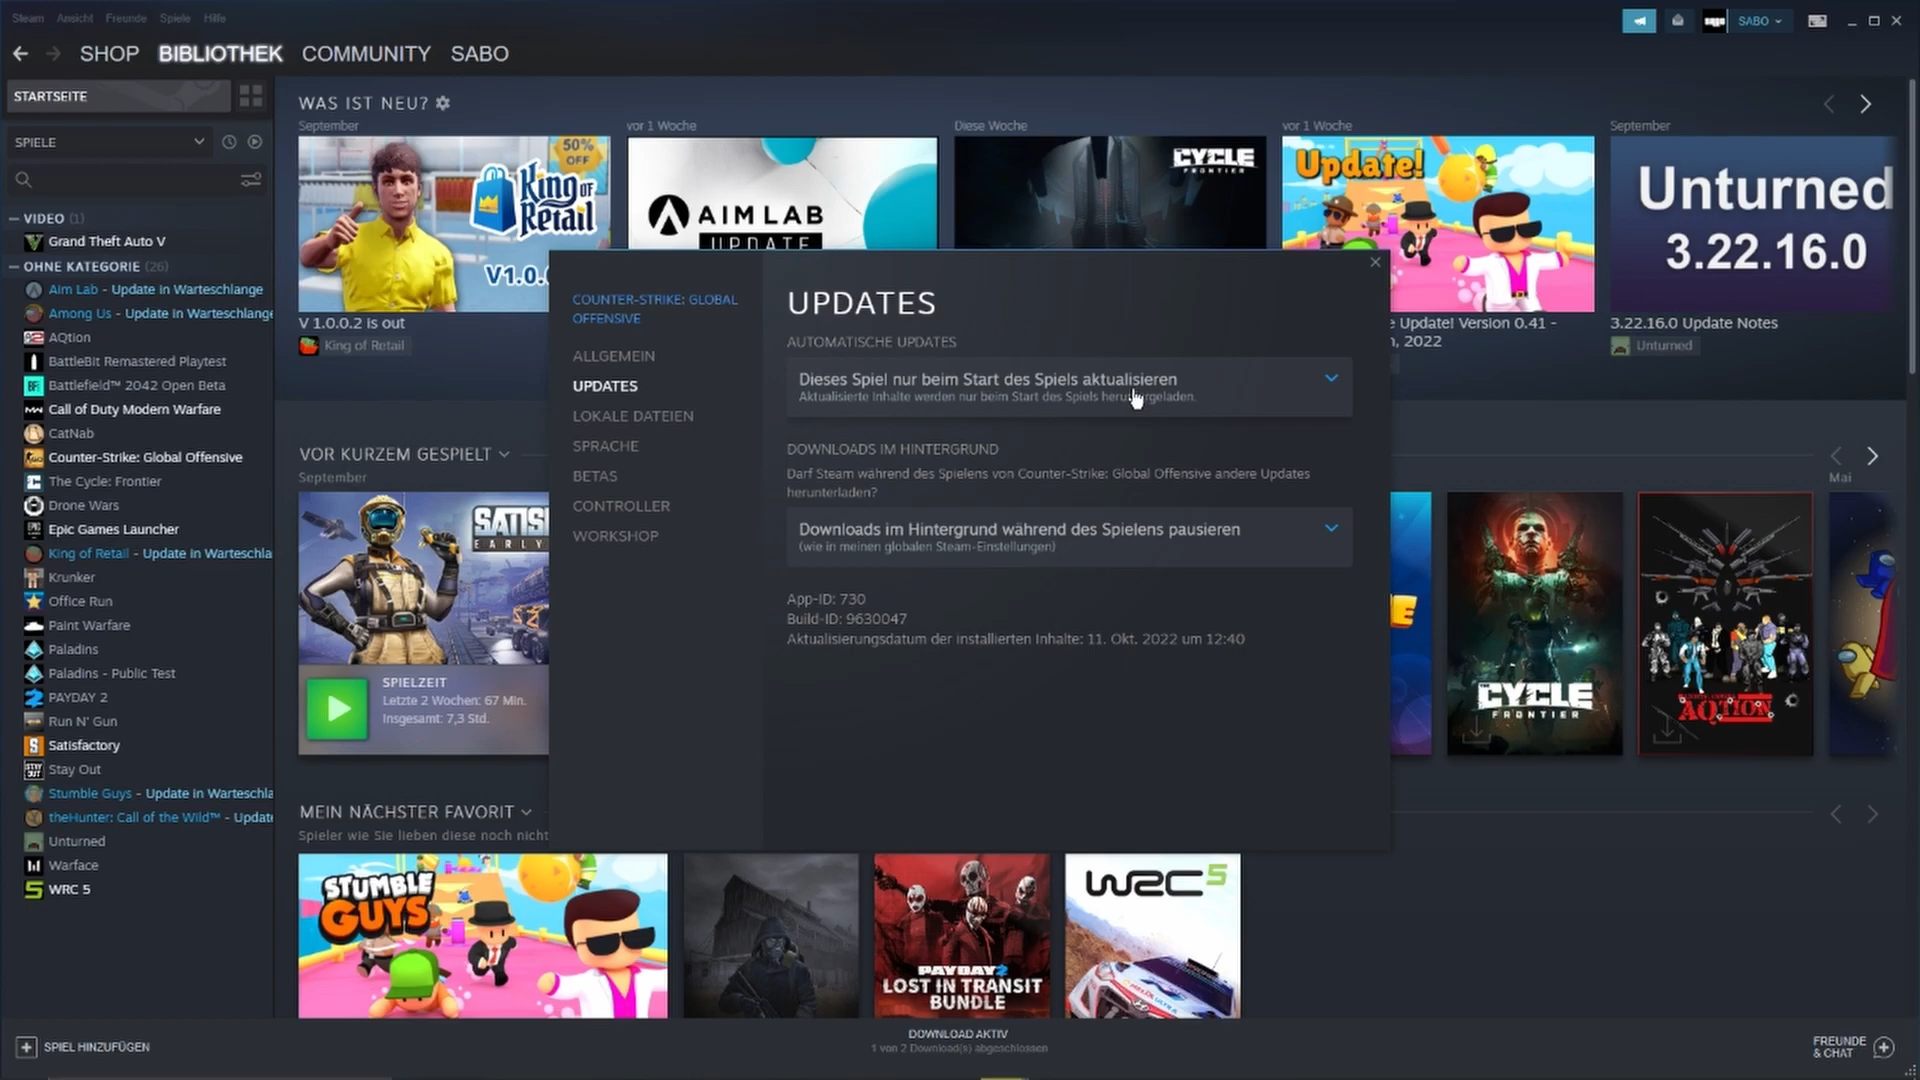 Steam Ansicht Freunde Spiele Hilfe
SABO
SHOP BIBLIOTHEK COMMUNITY SABO
STARTSEITE
SPIELE
VIDEO (1)
Grand Theft Auto V
OHNE KATEGORIE (26)
Aim Lab - Update in Warteschlange
Among Us - Update in Warteschlange
AQtion
BattleBit Remastered Playtest
Battlefield™ 2042 Open Beta
Call of Duty Modern Warfare
CatNab
Counter-Strike: Global Offensive
The Cycle: Frontier
Drone Wars
Epic Games Launcher
King of Retail - Update in Warteschla
Krunker
Office Run
Paint Warfare
Paladins
Paladins - Public Test
PAYDAY 2
Run N' Gun
Satisfactory
Stay Out
Stumble Guys - Update in Warteschla
theHunter: Call of the Wild™ - Update
Unturned
Warface
WRC 5
WAS IST NEU?
September
50% OFF
King of Retail
V1.0.
V 1.0.0.2 is out
King of Retail
vor 1 Woche
AIM LAB
UPDATE
Diese Woche
CYCLE
FRONTIER
vor 1 Woche
Update!
e Update! Version 0.41 -
, 2022
September
Unturned
3.22.16.0
3.22.16.0 Update Notes
Unturned
VOR KURZEM GESPIELT
September
SATIS
EARLY
SPIELZEIT
Letzte 2 Wochen: 67 Min.
Insgesamt: 7,3 Std.
COUNTER-STRIKE: GLOBAL
OFFENSIVE
ALLGEMEIN
UPDATES
LOKALE DATEIEN
SPRACHE
BETAS
CONTROLLER
WORKSHOP
UPDATES
AUTOMATISCHE UPDATES
Dieses Spiel nur beim Start des Spiels aktualisieren
Aktualisierte Inhalte werden nur beim Start des Spiels heruntergeladen.
DOWNLOADS IM HINTERGRUND
Darf Steam während des Spielens von Counter-Strike: Global Offensive andere Updates
herunterladen?
Downloads im Hintergrund während des Spielens pausieren
(wie in meinen globalen Steam-Einstellungen)
App-ID: 730
Build-ID: 9630047
Aktualisierungsdatum der installierten Inhalte: 11. Okt. 2022 um 12:40
Mai
E
THE
CYCLE
FRONTIER
AQTION
MEIN NÄCHSTER FAVORIT
Spieler wie Sie lieben diese noch nicht
STUMBLE
GUYS
PAYDAY 2
LOST IN TRANSIT
BUNDLE
WRC 5
SPIEL HINZUFÜGEN
DOWNLOAD AKTIV
1 von 2 Download(s) abgeschlossen
FREUNDE
& CHAT